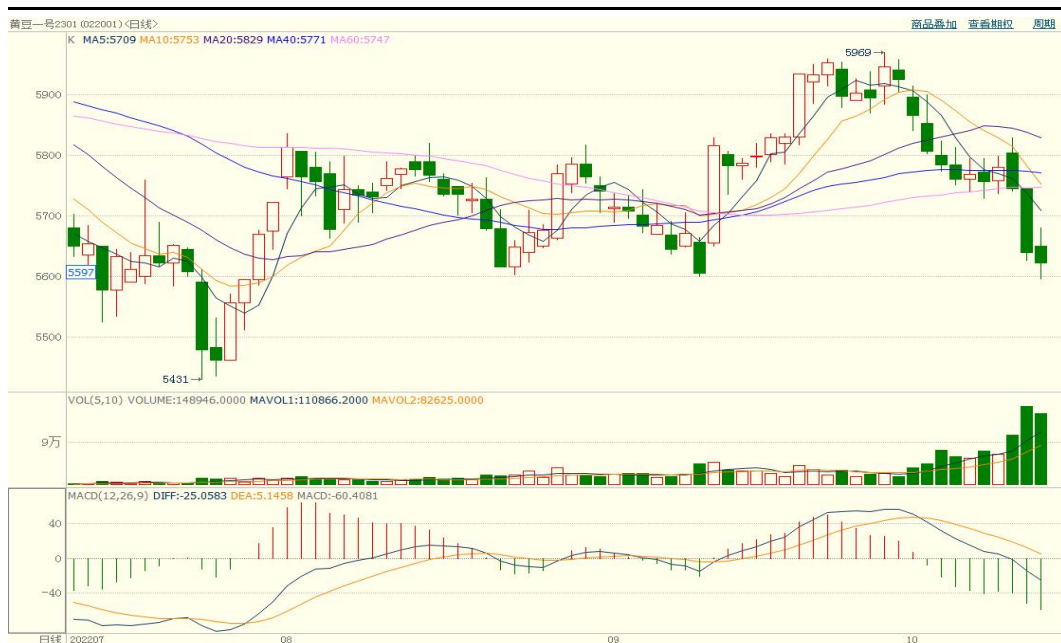 黄豆一号2301 (022001)<日线> 商品叠加 查看期权 周期
K MA5:5709 MA10:5753 MA20:5829 MA40:5771 MA60:5747
5969
5900
5800
5700
5597
5600
5500
5431
VOL(5,10) VOLUME:148946.0000 MAVOL1:110866.2000 MAVOL2:82625.0000
9万
MACD(12,26,9) DIFF:-25.0583 DEA:5.1458 MACD:-60.4081
40
0
-40
日线 202207 08 09 10